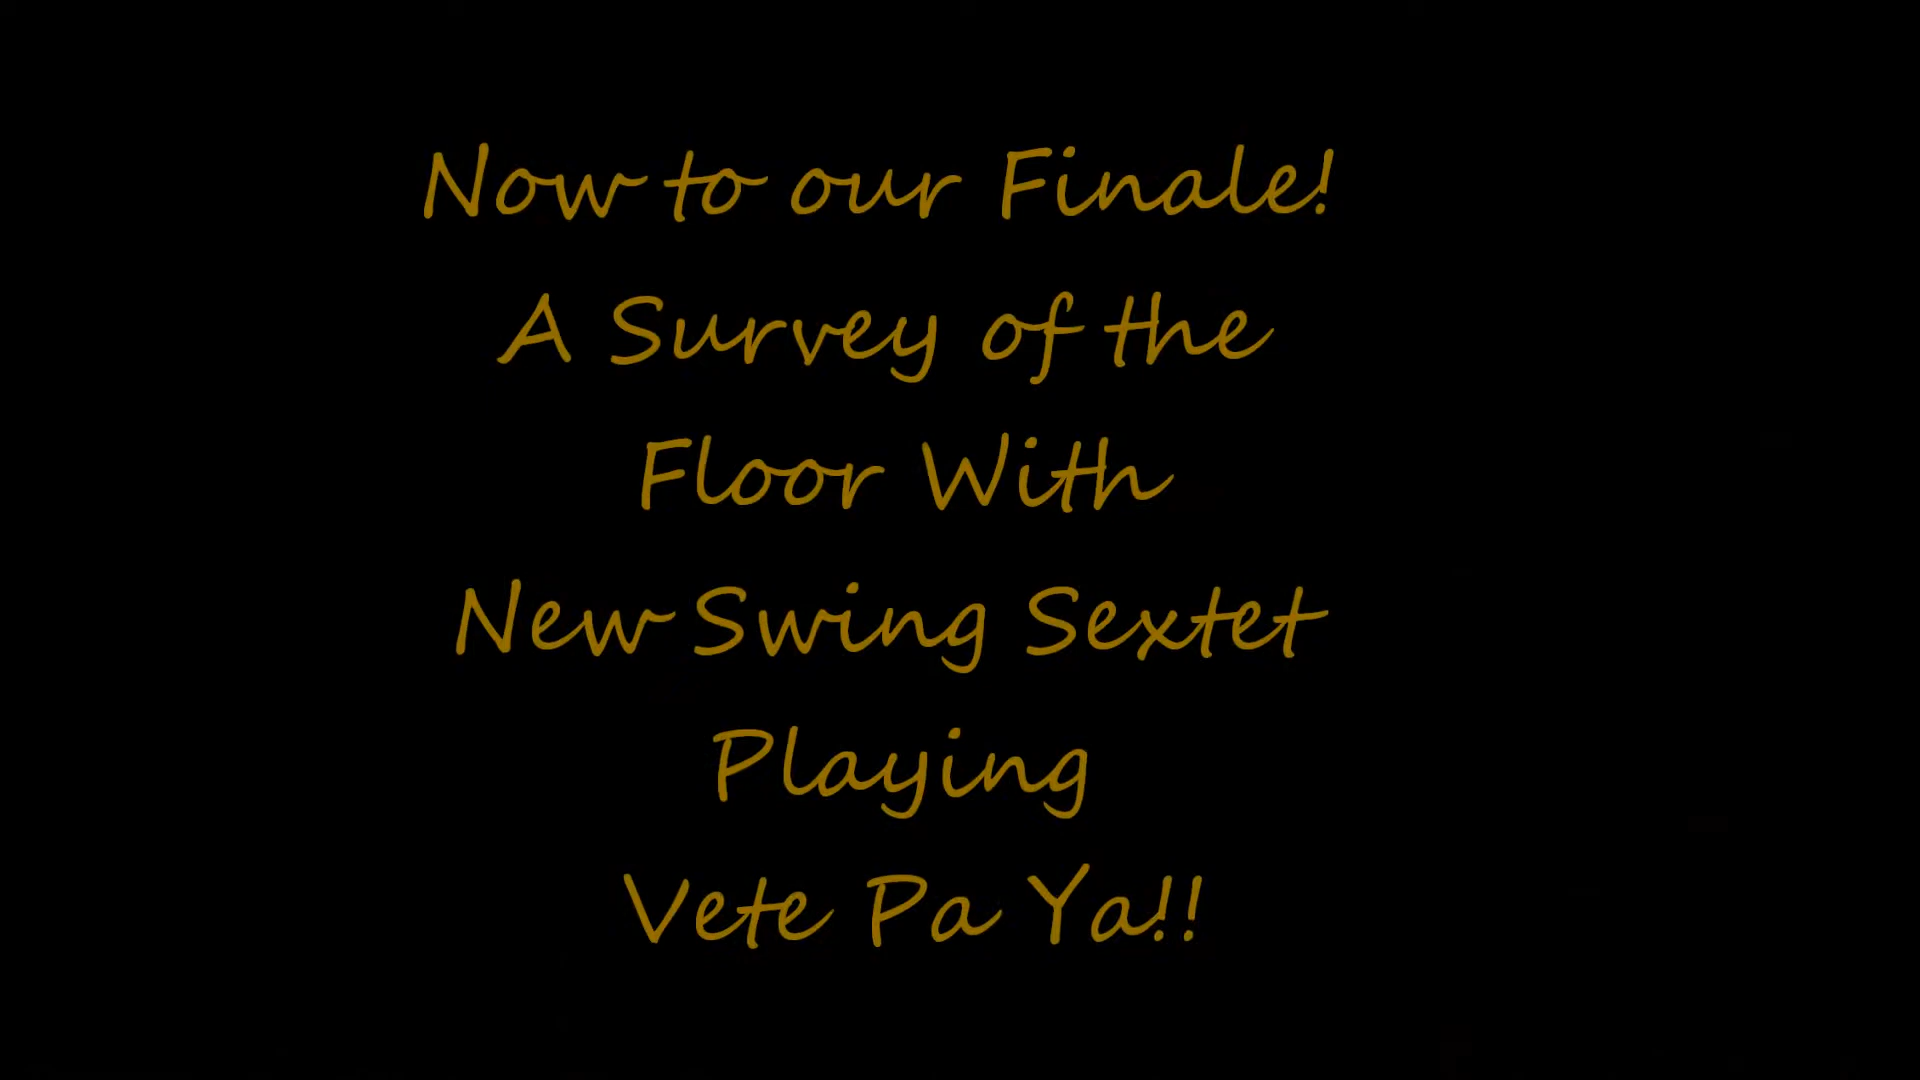 Now to our Finale!
A Survey of the
Floor With
New Swing Sextet
Playing
Vete Pa Ya!!